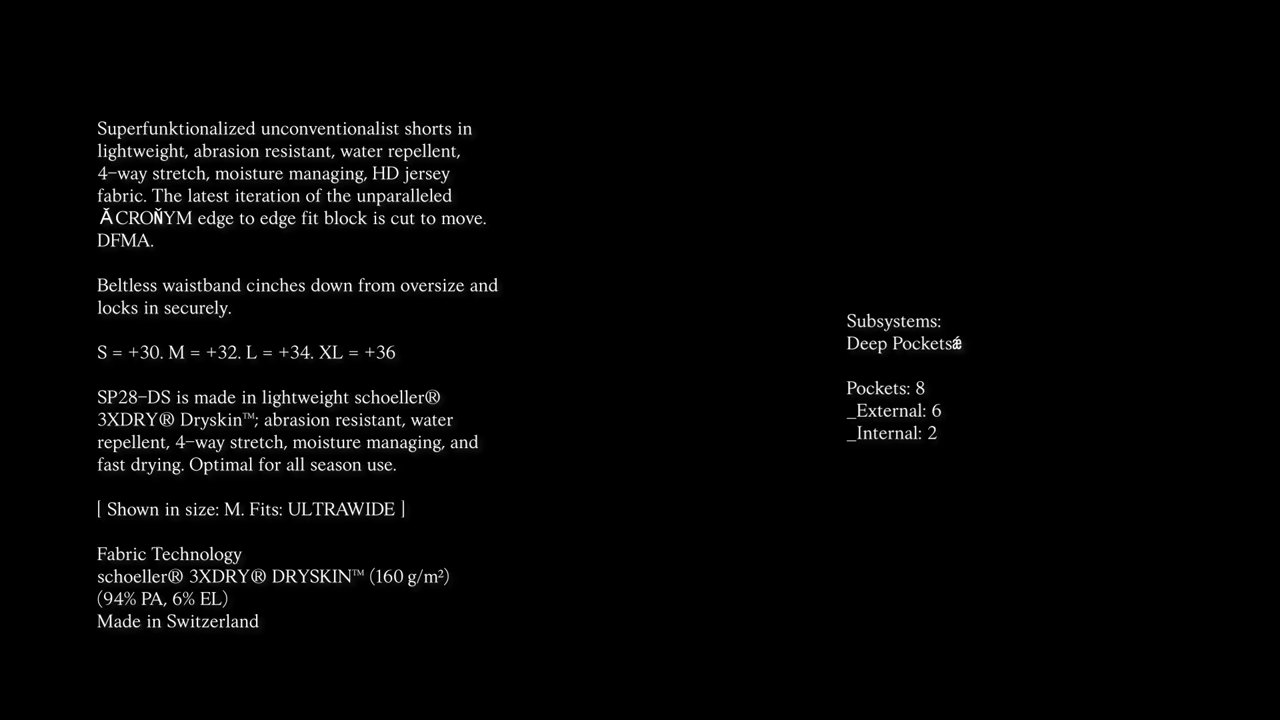 Superfunktionalized unconventionalist shorts in
lightweight, abrasion resistant, water repellent,
4–way stretch, moisture managing, HD jersey
fabric. The latest iteration of the unparalleled
ǍCROŇYM edge to edge fit block is cut to move.
DFMA.
Beltless waistband cinches down from oversize and
locks in securely.
S = +30. M = +32. L = +34. XL = +36
SP28–DS is made in lightweight schoeller®
3XDRY® Dryskin™; abrasion resistant, water
repellent, 4–way stretch, moisture managing, and
fast drying. Optimal for all season use.
[ Shown in size: M. Fits: ULTRAWIDE ]
Fabric Technology
schoeller® 3XDRY® DRYSKIN™ (160 g/m²)
(94% PA, 6% EL)
Made in Switzerland
Subsystems:
Deep Pocketsǽ
Pockets: 8
_External: 6
_Internal: 2